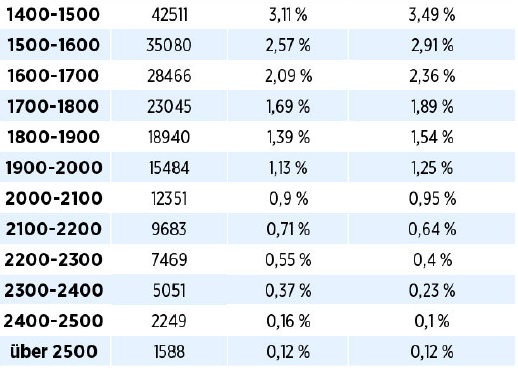 1400-1500 42511 3,11 % 3,49 %
1500-1600 35080 2,57 % 2,91 %
1600-1700 28466 2,09 % 2,36 %
1700-1800 23045 1,69 % 1,89 %
1800-1900 18940 1,39 % 1,54 %
1900-2000 15484 1,13 % 1,25 %
2000-2100 12351 0,9 % 0,95 %
2100-2200 9683 0,71 % 0,64 %
2200-2300 7469 0,55 % 0,4 %
2300-2400 5051 0,37 % 0,23 %
2400-2500 2249 0,16 % 0,1 %
über 2500 1588 0,12 % 0,12 %